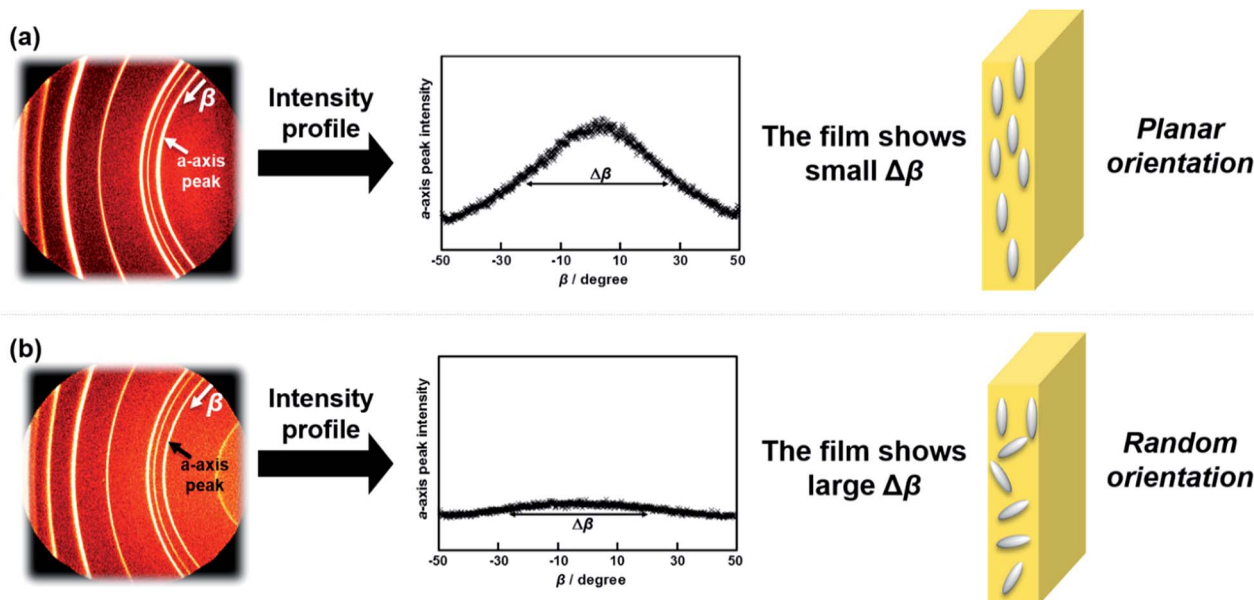 (a)
β
a-axis
peak
Intensity
profile
a-axis peak intensity
Δβ
-50 -30 -10 10 30 50
β / degree
The film shows
small Δβ
Planar
orientation
(b)
β
a-axis
peak
Intensity
profile
a-axis peak intensity
Δβ
-50 -30 -10 10 30 50
β / degree
The film shows
large Δβ
Random
orientation